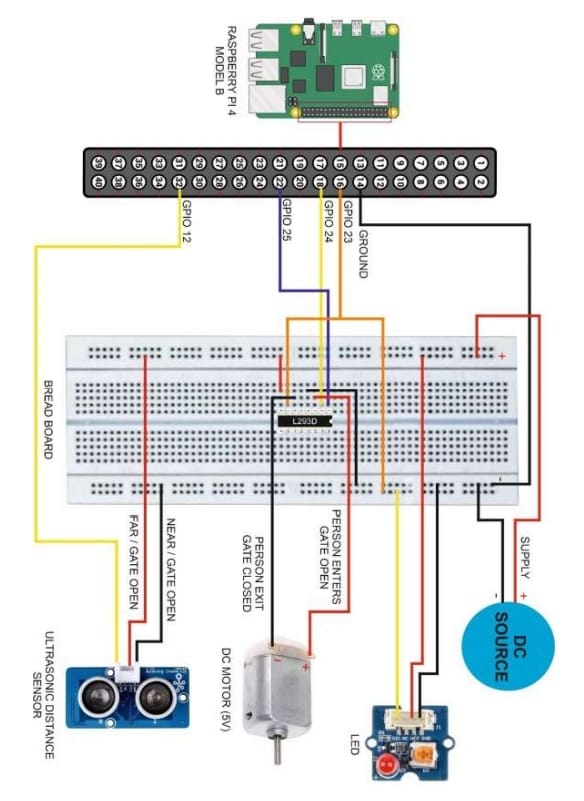 SUPPLY
+
-
DC
SOURCE
+
-
1 2
3 4
5 6
7 8
9 10
11 12
13 14
15 16
17 18
19 20
21 22
23 24
25 26
27 28
29 30
31 32
33 34
35 36
37 38
39 40
GROUND
GPIO 23
GPIO 24
GPIO 25
GPIO 12
RASPBERRY PI 4
MODEL B
L293D
LED
PERSON ENTERS
GATE OPEN
PERSON EXIT
GATE CLOSED
+
-
DC MOTOR (5V)
NEAR / GATE OPEN
FAR / GATE OPEN
BREAD BOARD
ULTRASONIC DISTANCE
SENSOR